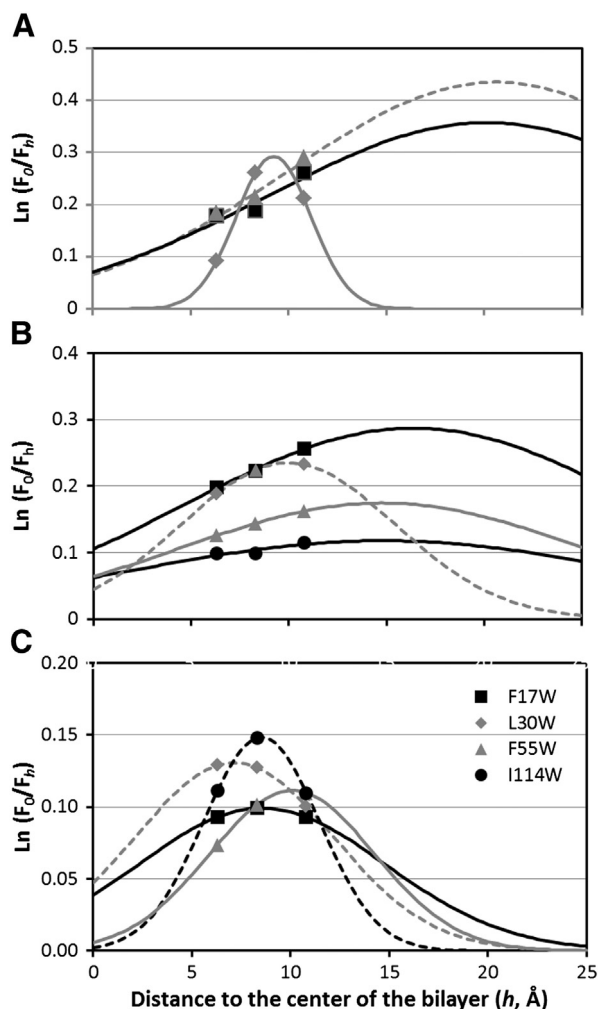 A
Ln (F0/Fh)
0.5
0.4
0.3
0.2
0.1
0
B
Ln (F0/Fh)
0.4
0.3
0.2
0.1
0
C
Ln (F0/Fh)
0.20
0.15
0.10
0.05
0.00
F17W
L30W
F55W
I114W
0 5 10 15 20 25
Distance to the center of the bilayer (h, Å)